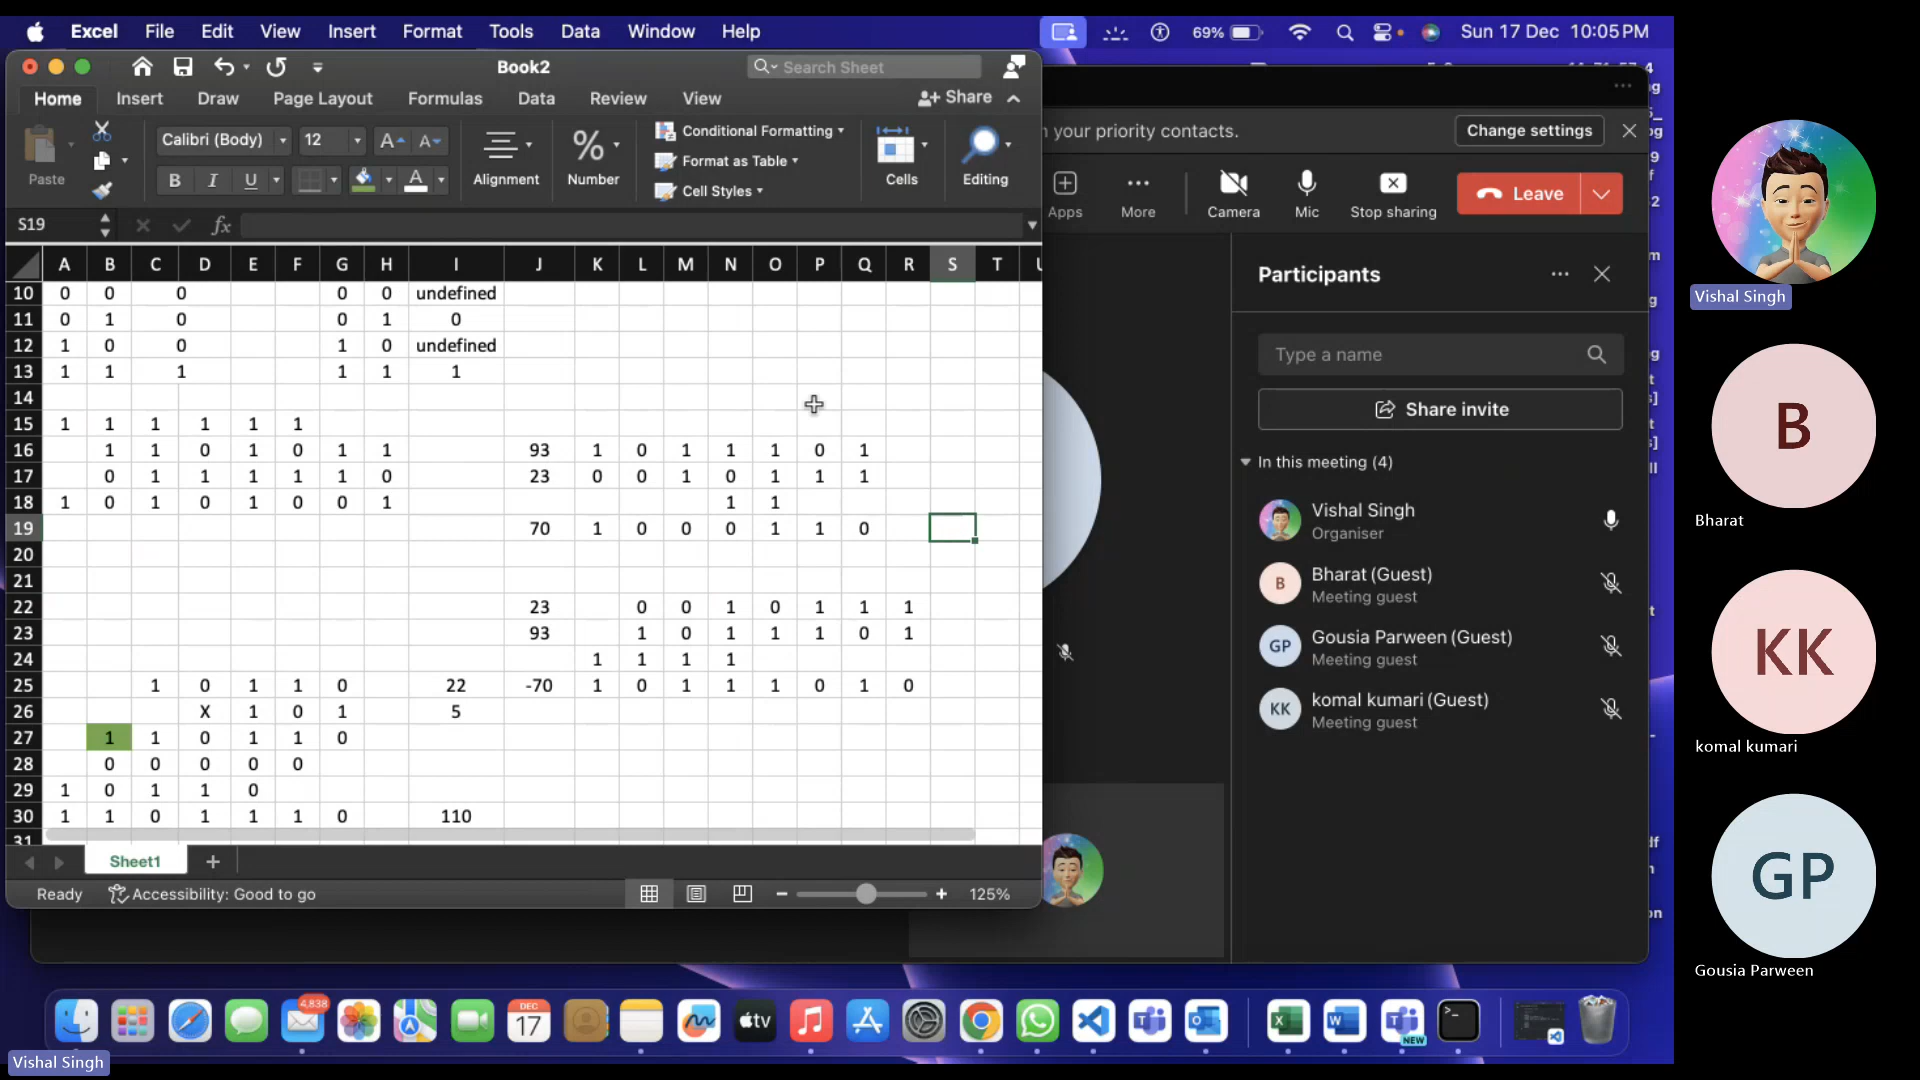 Excel File Edit View Insert Format Tools Data Window Help 69% Sun 17 Dec 10:05 PM
Book2 Search Sheet
Home Insert Draw Page Layout Formulas Data Review View Share
Paste Calibri (Body) 12 A A Alignment % Number Conditional Formatting Cells Editing
B I U A Format as Table
Cell Styles
S19 fx
A B C D E F G H I J K L M N O P Q R S T U
10 0 0 0 0 0 undefined
11 0 1 0 0 1 0
12 1 0 0 1 0 undefined
13 1 1 1 1 1 1
14
15 1 1 1 1 1 1
16 1 1 0 1 0 1 1 93 1 0 1 1 1 0 1
17 0 1 1 1 1 1 0 23 0 0 1 0 1 1 1
18 1 0 1 0 1 0 0 1 1 1
19 70 1 0 0 0 1 1 0
20
21
22 23 0 0 1 0 1 1 1
23 93 1 0 1 1 1 0 1
24 1 1 1 1
25 1 0 1 1 0 22 -70 1 0 1 1 1 0 1 0
26 X 1 0 1 5
27 1 1 0 1 1 0
28 0 0 0 0 0
29 1 0 1 1 0
30 1 1 0 1 1 1 0 110
31
Sheet1
Ready Accessibility: Good to go 125%
your priority contacts. Change settings
Apps More Camera Mic Stop sharing Leave
Participants
Type a name
Share invite
In this meeting (4)
Vishal Singh
Organiser
B Bharat (Guest)
Meeting guest
GP Gousia Parween (Guest)
Meeting guest
KK komal kumari (Guest)
Meeting guest
Vishal Singh
B
Bharat
KK
komal kumari
GP
Gousia Parween
4,838 DEC 17 tv NEW
Vishal Singh